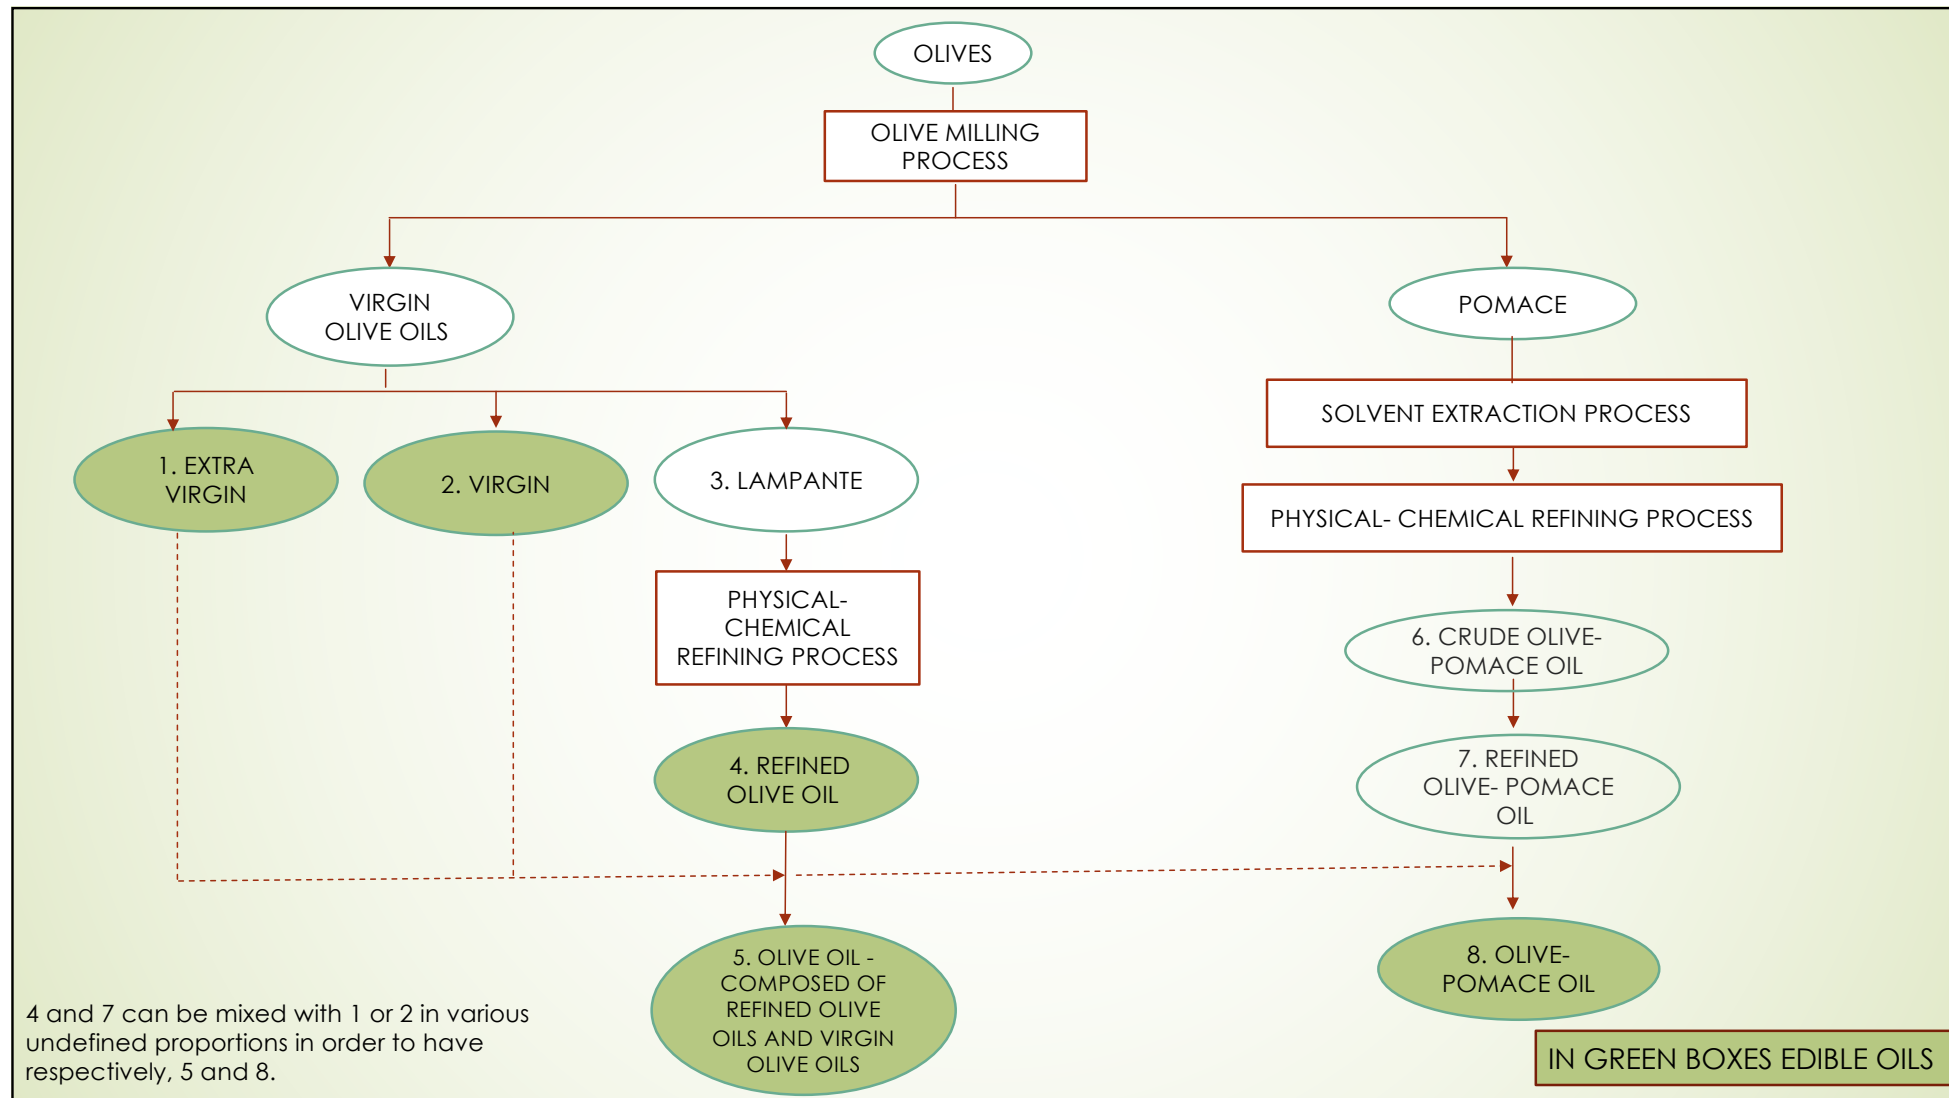 OLIVES
OLIVE MILLING
PROCESS
VIRGIN
OLIVE OILS
POMACE
SOLVENT EXTRACTION PROCESS
1. EXTRA
VIRGIN
2. VIRGIN
3. LAMPANTE
PHYSICAL- CHEMICAL REFINING PROCESS
PHYSICAL-
CHEMICAL
REFINING PROCESS
6. CRUDE OLIVE-
POMACE OIL
4. REFINED
OLIVE OIL
7. REFINED
OLIVE- POMACE
OIL
5. OLIVE OIL -
COMPOSED OF
REFINED OLIVE
OILS AND VIRGIN
OLIVE OILS
8. OLIVE-
POMACE OIL
4 and 7 can be mixed with 1 or 2 in various
undefined proportions in order to have
respectively, 5 and 8.
IN GREEN BOXES EDIBLE OILS